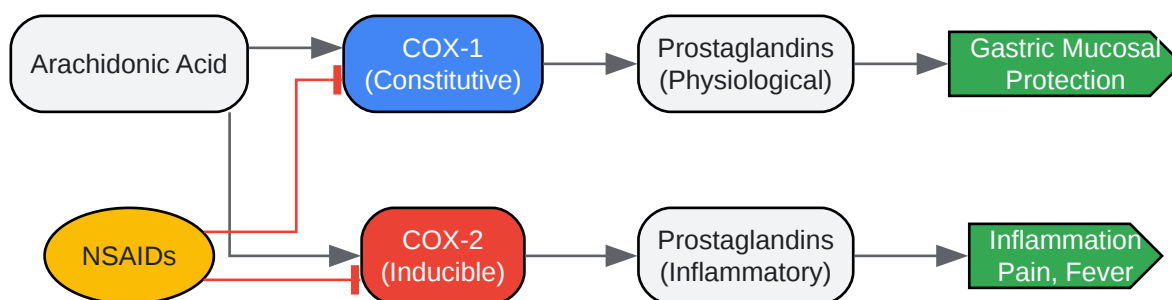 Arachidonic Acid
COX-1
(Constitutive)
Prostaglandins
(Physiological)
Gastric Mucosal
Protection
NSAIDs
COX-2
(Inducible)
Prostaglandins
(Inflammatory)
Inflammation
Pain, Fever